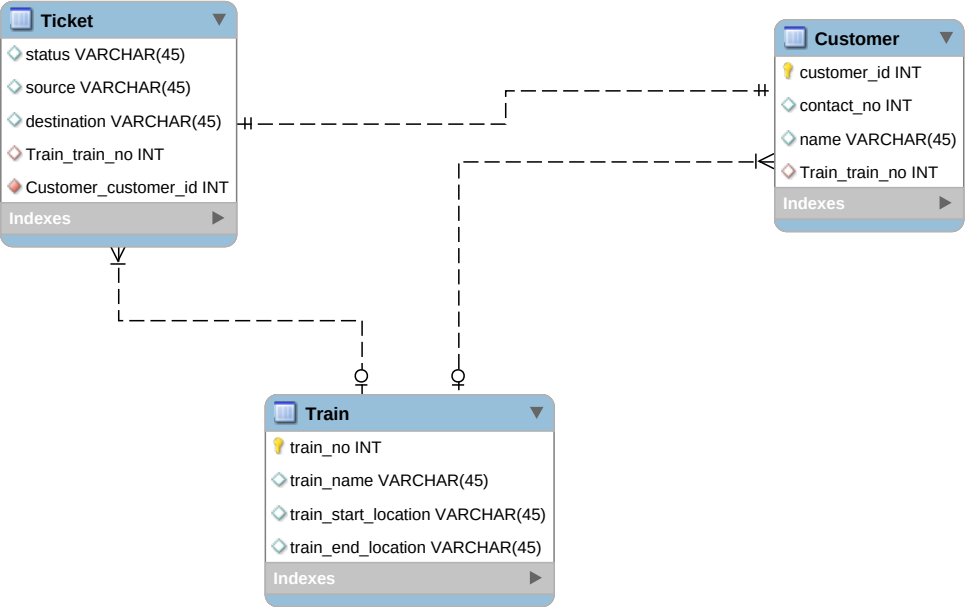 Ticket
status VARCHAR(45)
source VARCHAR(45)
destination VARCHAR(45)
Train_train_no INT
Customer_customer_id INT
Indexes
Customer
customer_id INT
contact_no INT
name VARCHAR(45)
Train_train_no INT
Indexes
Train
train_no INT
train_name VARCHAR(45)
train_start_location VARCHAR(45)
train_end_location VARCHAR(45)
Indexes